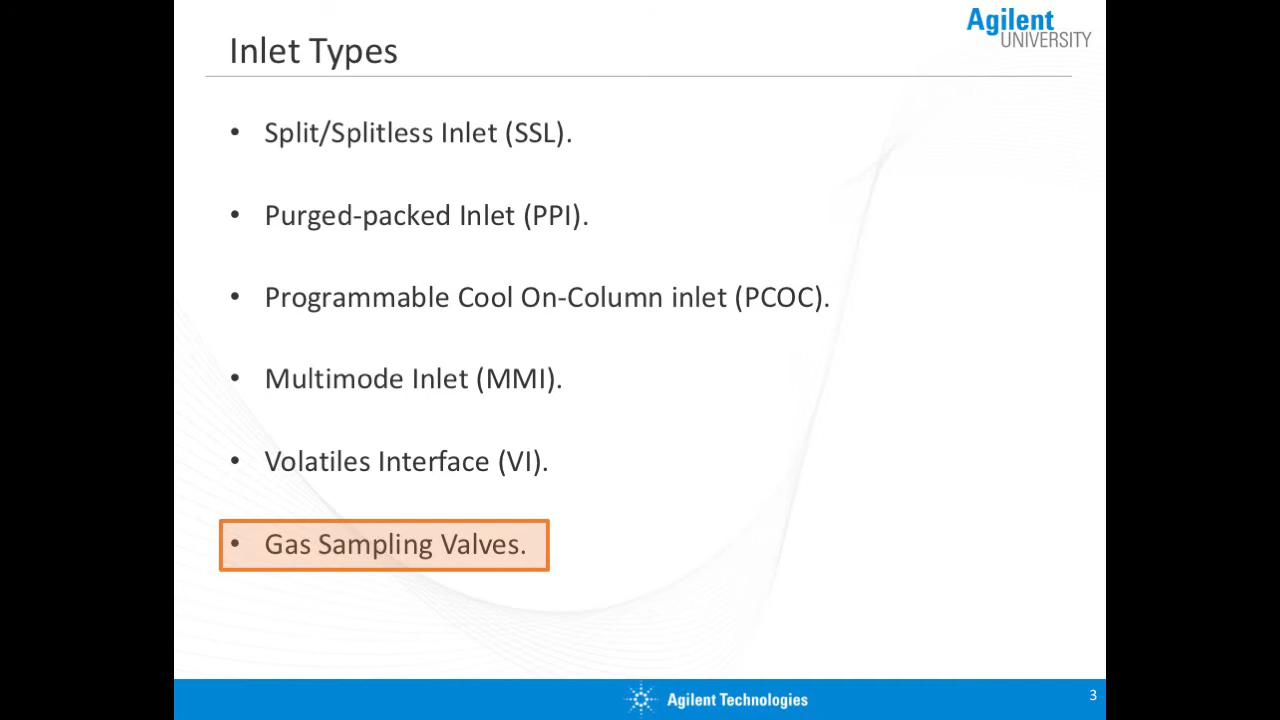 Agilent
UNIVERSITY
Inlet Types
• Split/Splitless Inlet (SSL).
• Purged-packed Inlet (PPI).
• Programmable Cool On-Column inlet (PCOC).
• Multimode Inlet (MMI).
• Volatiles Interface (VI).
• Gas Sampling Valves.
Agilent Technologies
3